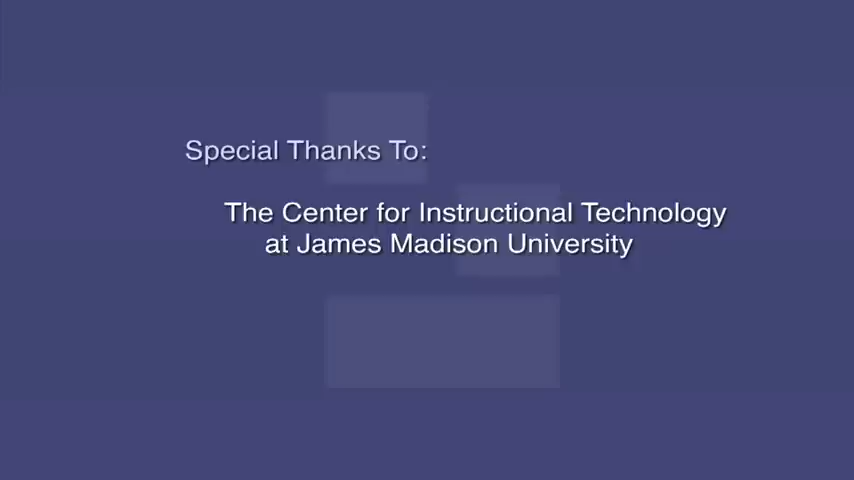 Special Thanks To:
The Center for Instructional Technology
at James Madison University